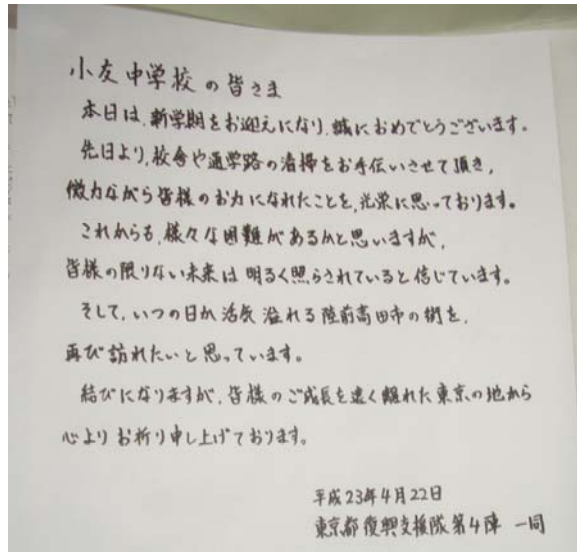 小友中学校の皆さま
本日は、新学期をお迎えになり、誠におめでとうございます。
先日より、校舎や通学路の清掃をお手伝いさせて頂き、
微力ながら皆様のお力になれたことを、光栄に思っております。
これからも、様々な困難があるかと思いますが、
皆様の限りない未来は明るく照らされていると信じています。
そして、いつの日か活気溢れる陸前高田市の街を、
再び訪れたいと思っています。
結びになりますが、皆様のご成長を遠く離れた東京の地から
心よりお祈り申し上げております。
平成23年4月22日
東京都復興支援隊第4陣 一同